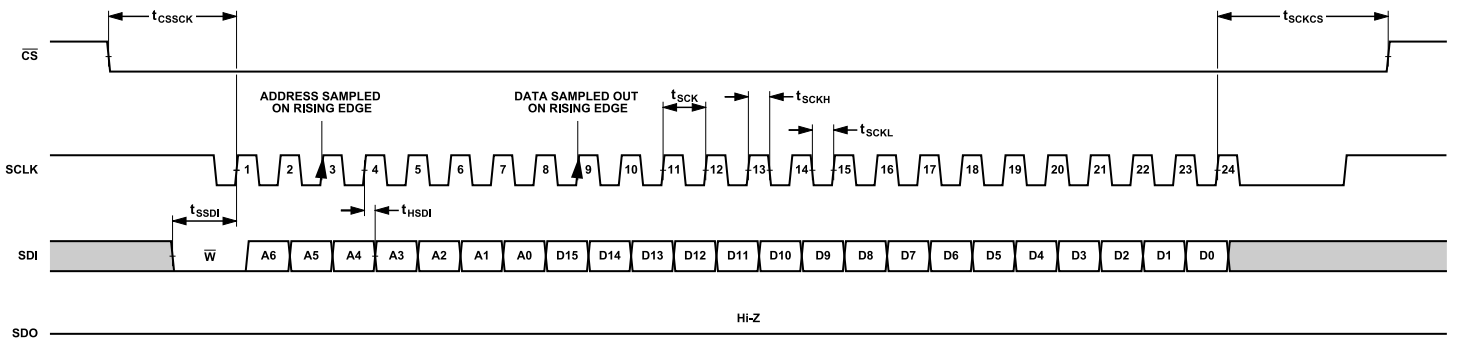 tCSSCK
tSCKCS
CS
ADDRESS SAMPLED
ON RISING EDGE
DATA SAMPLED OUT
ON RISING EDGE
tSCK
tSCKH
tSCKL
SCLK
1 2 3 4 5 6 7 8 9 10 11 12 13 14 15 16 17 18 19 20 21 22 23 24
tSSDI
tHSDI
SDI
W A6 A5 A4 A3 A2 A1 A0 D15 D14 D13 D12 D11 D10 D9 D8 D7 D6 D5 D4 D3 D2 D1 D0
Hi-Z
SDO